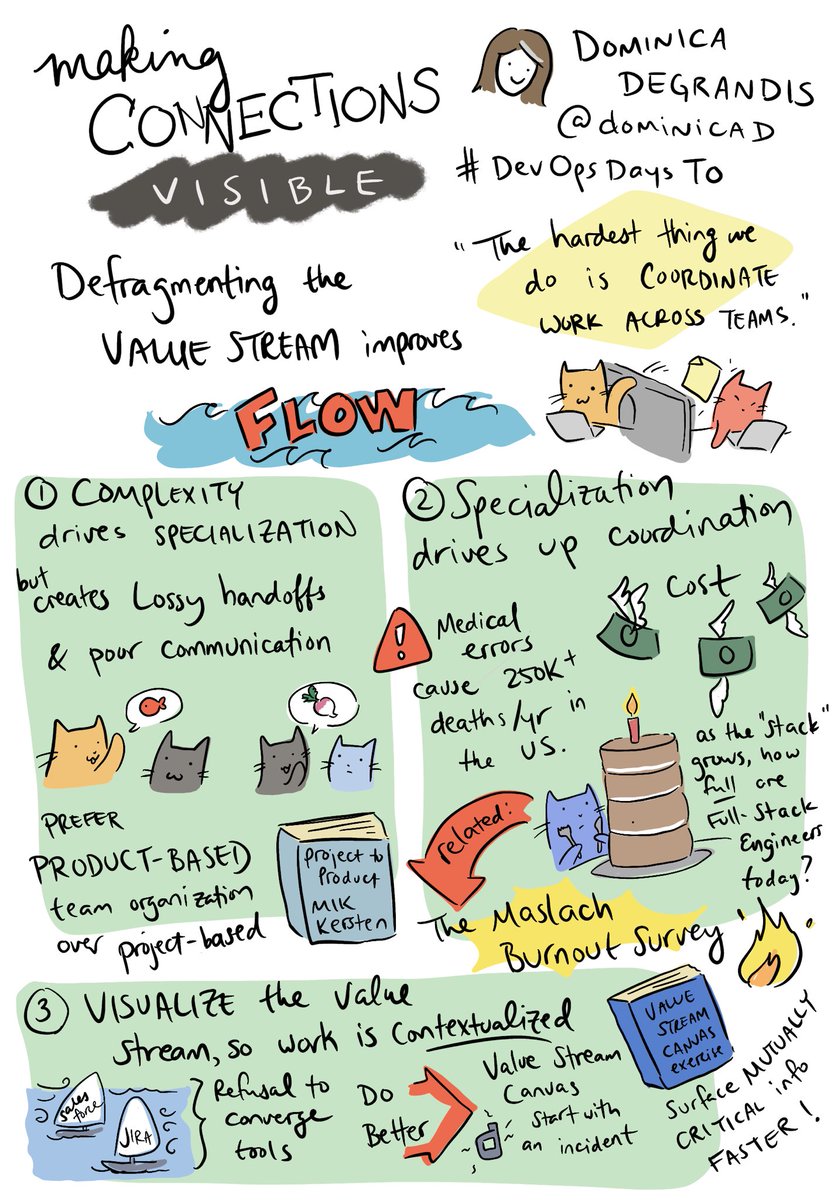 making
CONNECTIONS
VISIBLE
DOMINICA
DEGRANDIS
@dominicaD
#DevOpsDaysTO
Defragmenting the
VALUE STREAM improves
FLOW
"The hardest thing we
do is COORDINATE
WORK ACROSS TEAMS."
① COMPLEXITY
drives SPECIALIZATION
but
creates Lossy handoffs
& poor communication
PREFER
PRODUCT-BASED
team organization
over project-based
Project to
Product
MIK
Kersten
② Specialization
drives up coordination
cost
!
Medical
errors
cause 250K+
deaths/yr in
the US.
as the "stack"
grows, how
full are
Full-Stack
Engineers
today?
related:
The Maslach
Burnout Survey
③ VISUALIZE the value
stream, so work is contextualized
sales
force
JIRA
Refusal to
converge
tools
Do
Better
Value Stream
Canvas
start with
an incident
VALUE
STREAM
CANVAS
exercise
Surface MUTUALLY
CRITICAL info
FASTER!